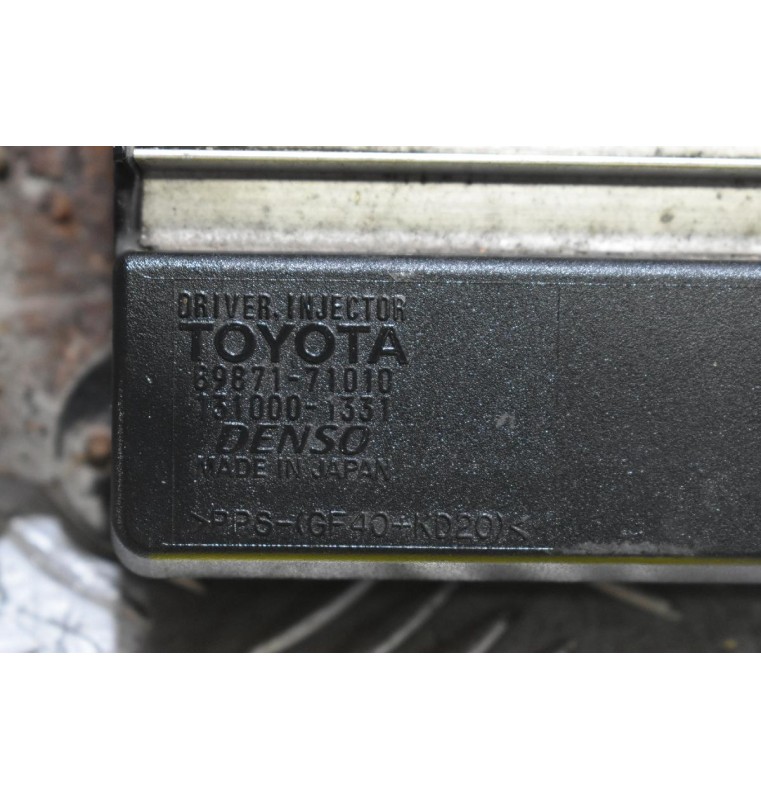 DRIVER, INJECTOR
TOYOTA
89871-71010
131000-1331
DENSO
MADE IN JAPAN
>PPS-(GF40+KD20)<